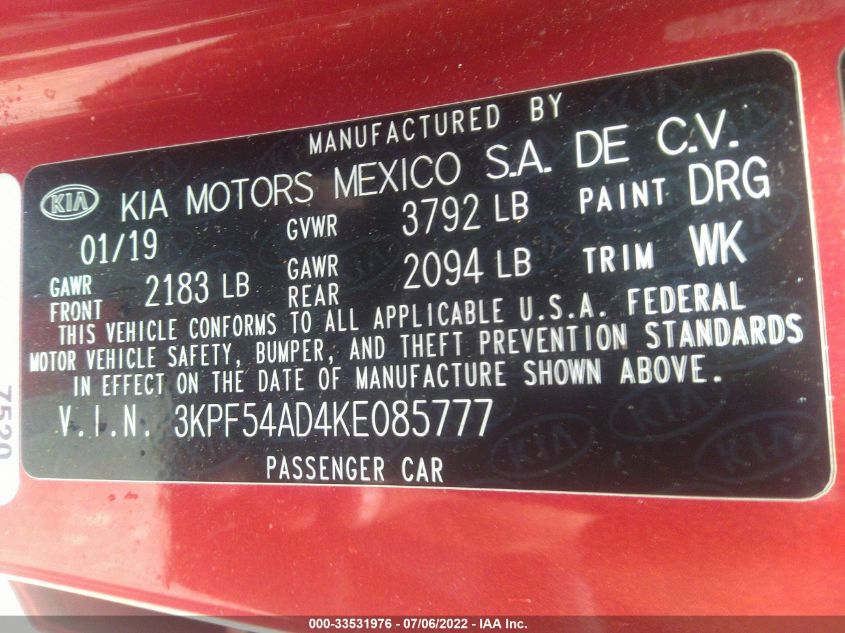 MANUFACTURED BY
KIA KIA MOTORS MEXICO S.A. DE C.V.
01/19 GVWR 3792 LB PAINT DRG
GAWR FRONT 2183 LB GAWR REAR 2094 LB TRIM WK
THIS VEHICLE CONFORMS TO ALL APPLICABLE U.S.A. FEDERAL
MOTOR VEHICLE SAFETY, BUMPER, AND THEFT PREVENTION STANDARDS
IN EFFECT ON THE DATE OF MANUFACTURE SHOWN ABOVE.
V.I.N. 3KPF54AD4KE085777
PASSENGER CAR
7520
000-33531976 - 07/06/2022 - IAA Inc.